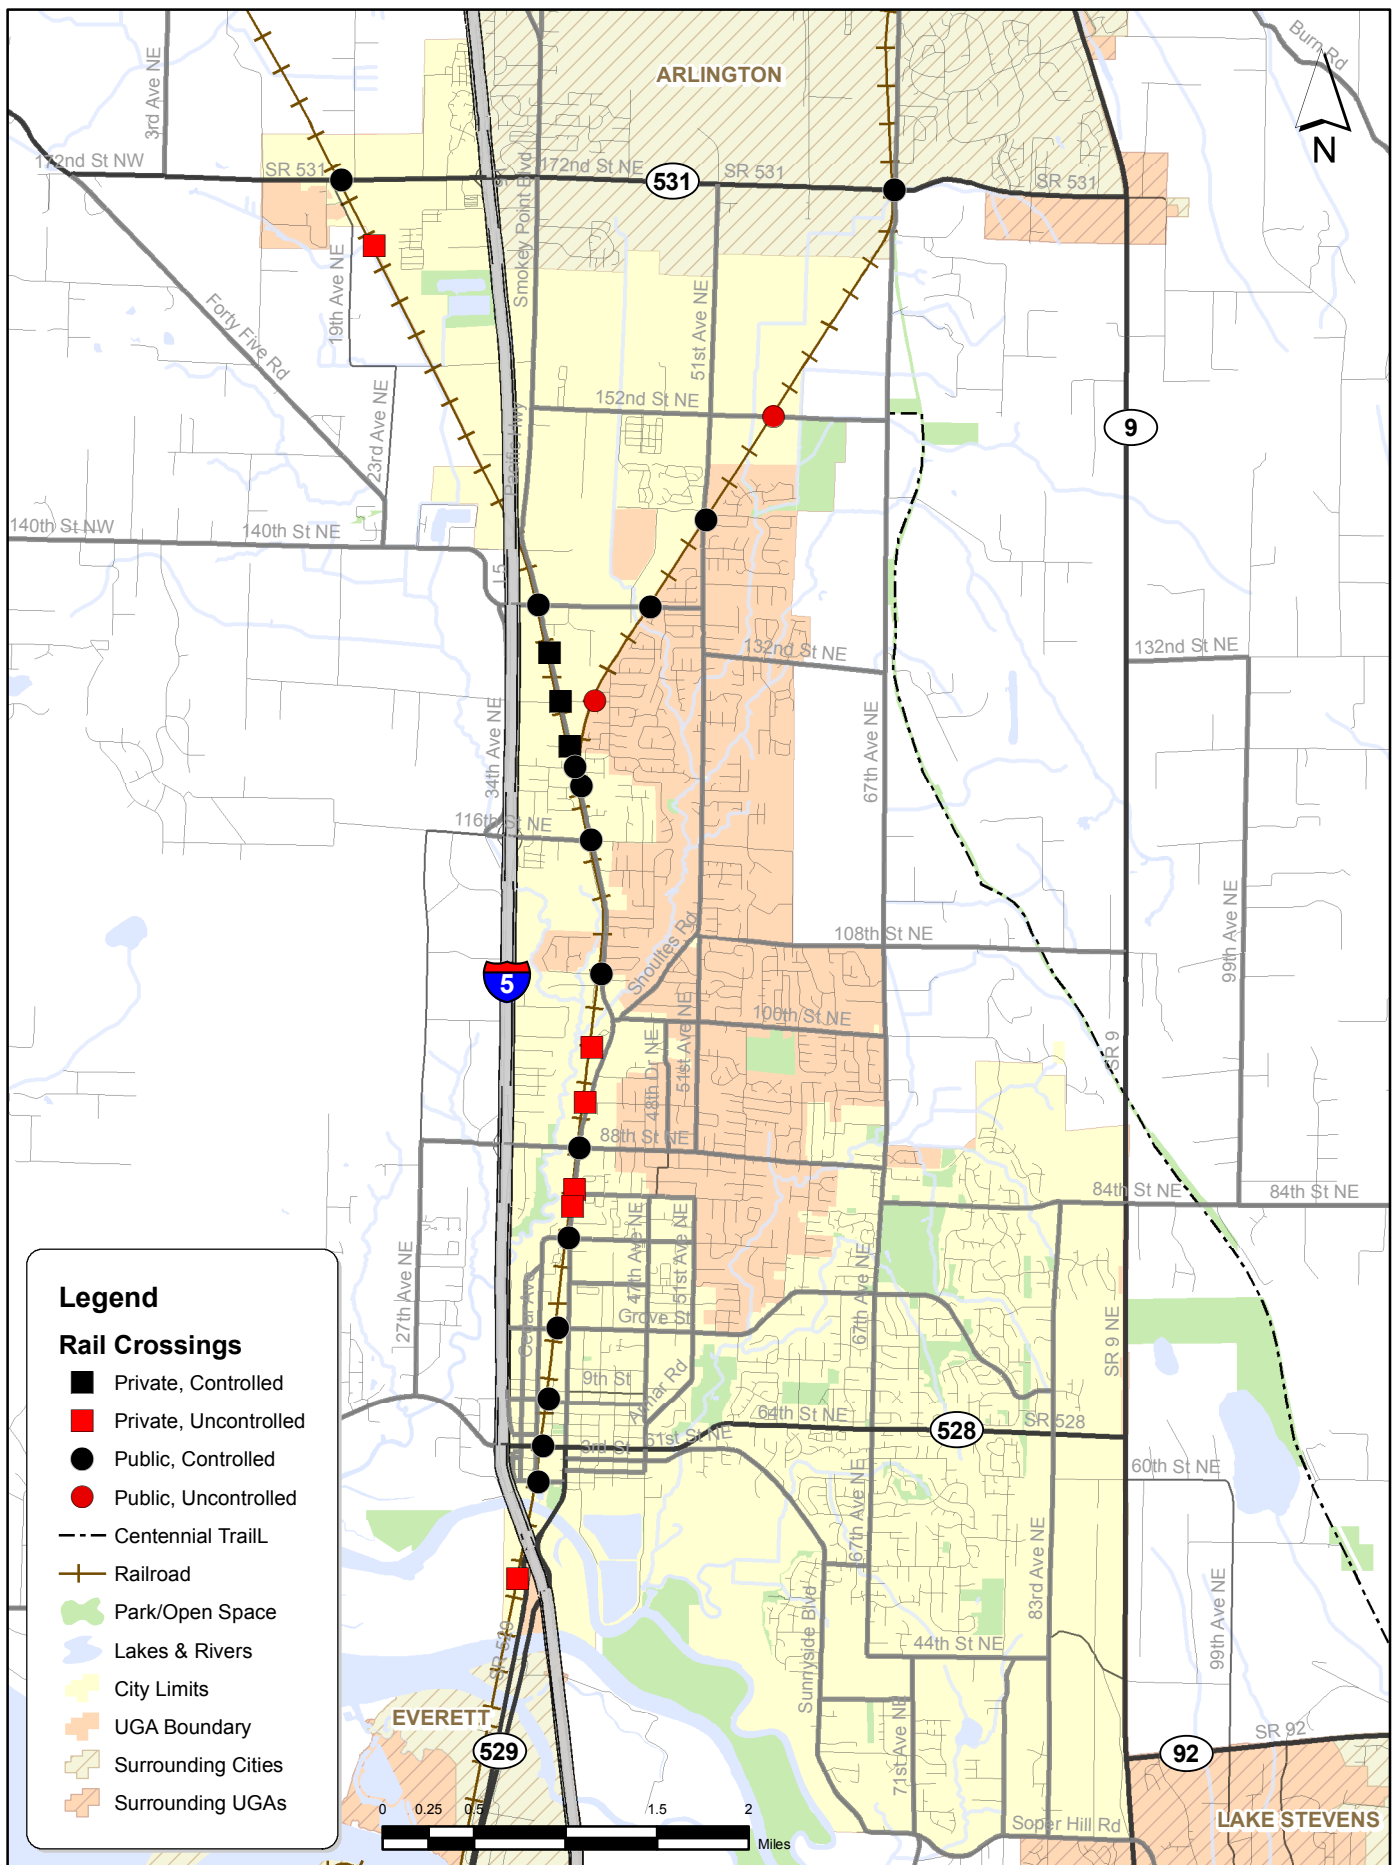 ARLINGTON
Burn Rd
N
3rd Ave NE
172nd St NW
SR 531
172nd St NE
531
SR 531
SR 531
Smokey Point Blvd
19th Ave NE
Forty Five Rd
51st Ave NE
152nd St NE
23rd Ave NE
Pacific Hwy
9
140th St NW
140th St NE
I 5
132nd St NE
132nd St NE
34th Ave NE
67th Ave NE
116th St NE
99th Ave NE
Shoultes Rd
108th St NE
5
100th St NE
51st Ave NE
48th Dr NE
SR 9
88th St NE
84th St NE
84th St NE
27th Ave NE
47th Ave NE
51st Ave NE
67th Ave NE
Cedar Ave
Grove St
SR 9 NE
9th St
Armar Rd
64th St NE
528
SR 528
3rd St
61st St NE
60th St NE
67th Ave NE
83rd Ave NE
Sunnyside Blvd
99th Ave NE
44th St NE
SR 529
71st Ave NE
EVERETT
529
SR 92
92
Soper Hill Rd
LAKE STEVENS
Legend
Rail Crossings
Private, Controlled
Private, Uncontrolled
Public, Controlled
Public, Uncontrolled
Centennial TrailL
Railroad
Park/Open Space
Lakes & Rivers
City Limits
UGA Boundary
Surrounding Cities
Surrounding UGAs
0 0.25 0.5 1.5 2
Miles